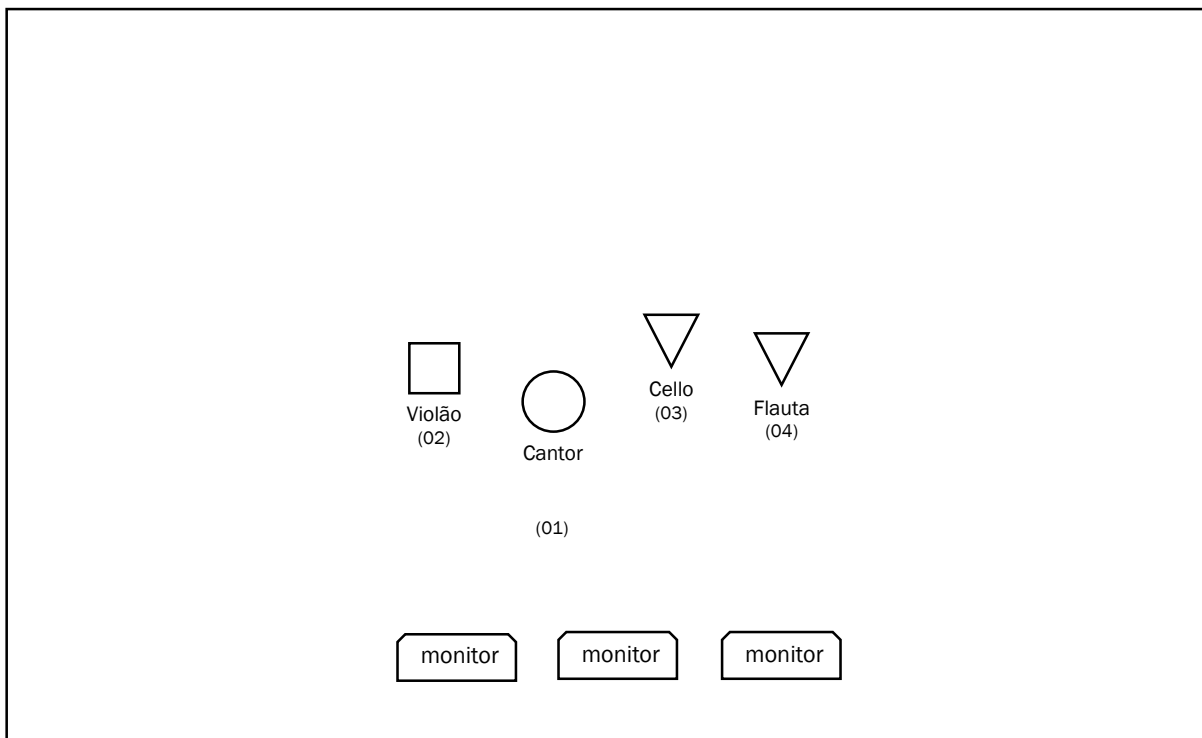 Violão
(02)
Cantor
(01)
Cello
(03)
Flauta
(04)
monitor
monitor
monitor